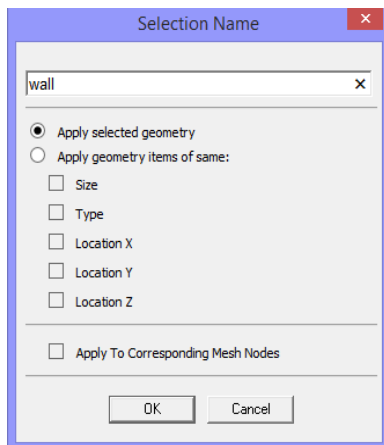 Selection Name
wall
Apply selected geometry
Apply geometry items of same:
Size
Type
Location X
Location Y
Location Z
Apply To Corresponding Mesh Nodes
OK Cancel